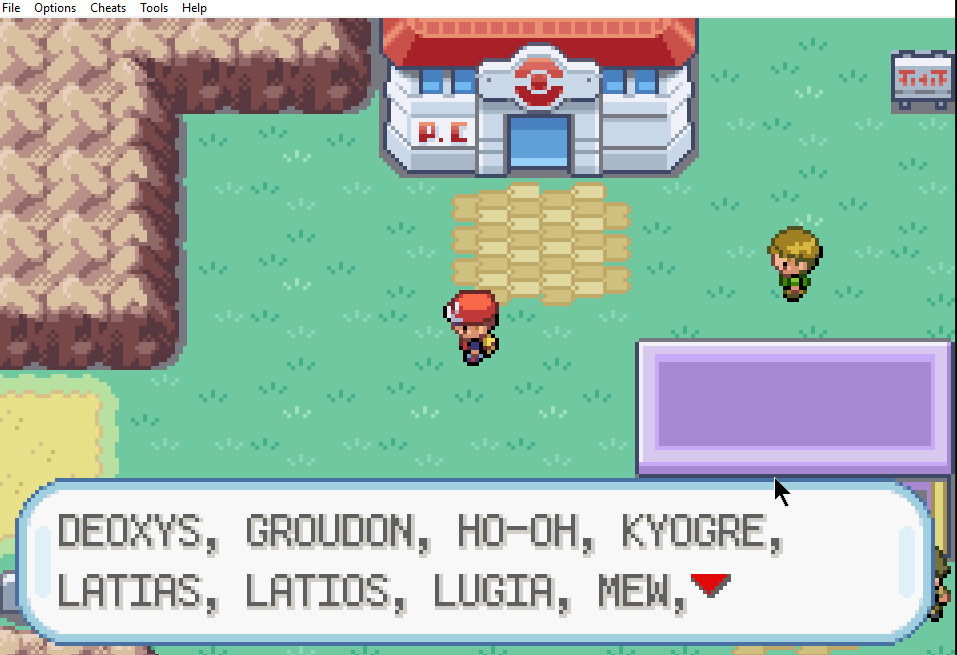 File Options Cheats Tools Help
P.C
DEOXYS, GROUDON, HO-OH, KYOGRE,
LATIAS, LATIOS, LUGIA, MEW,